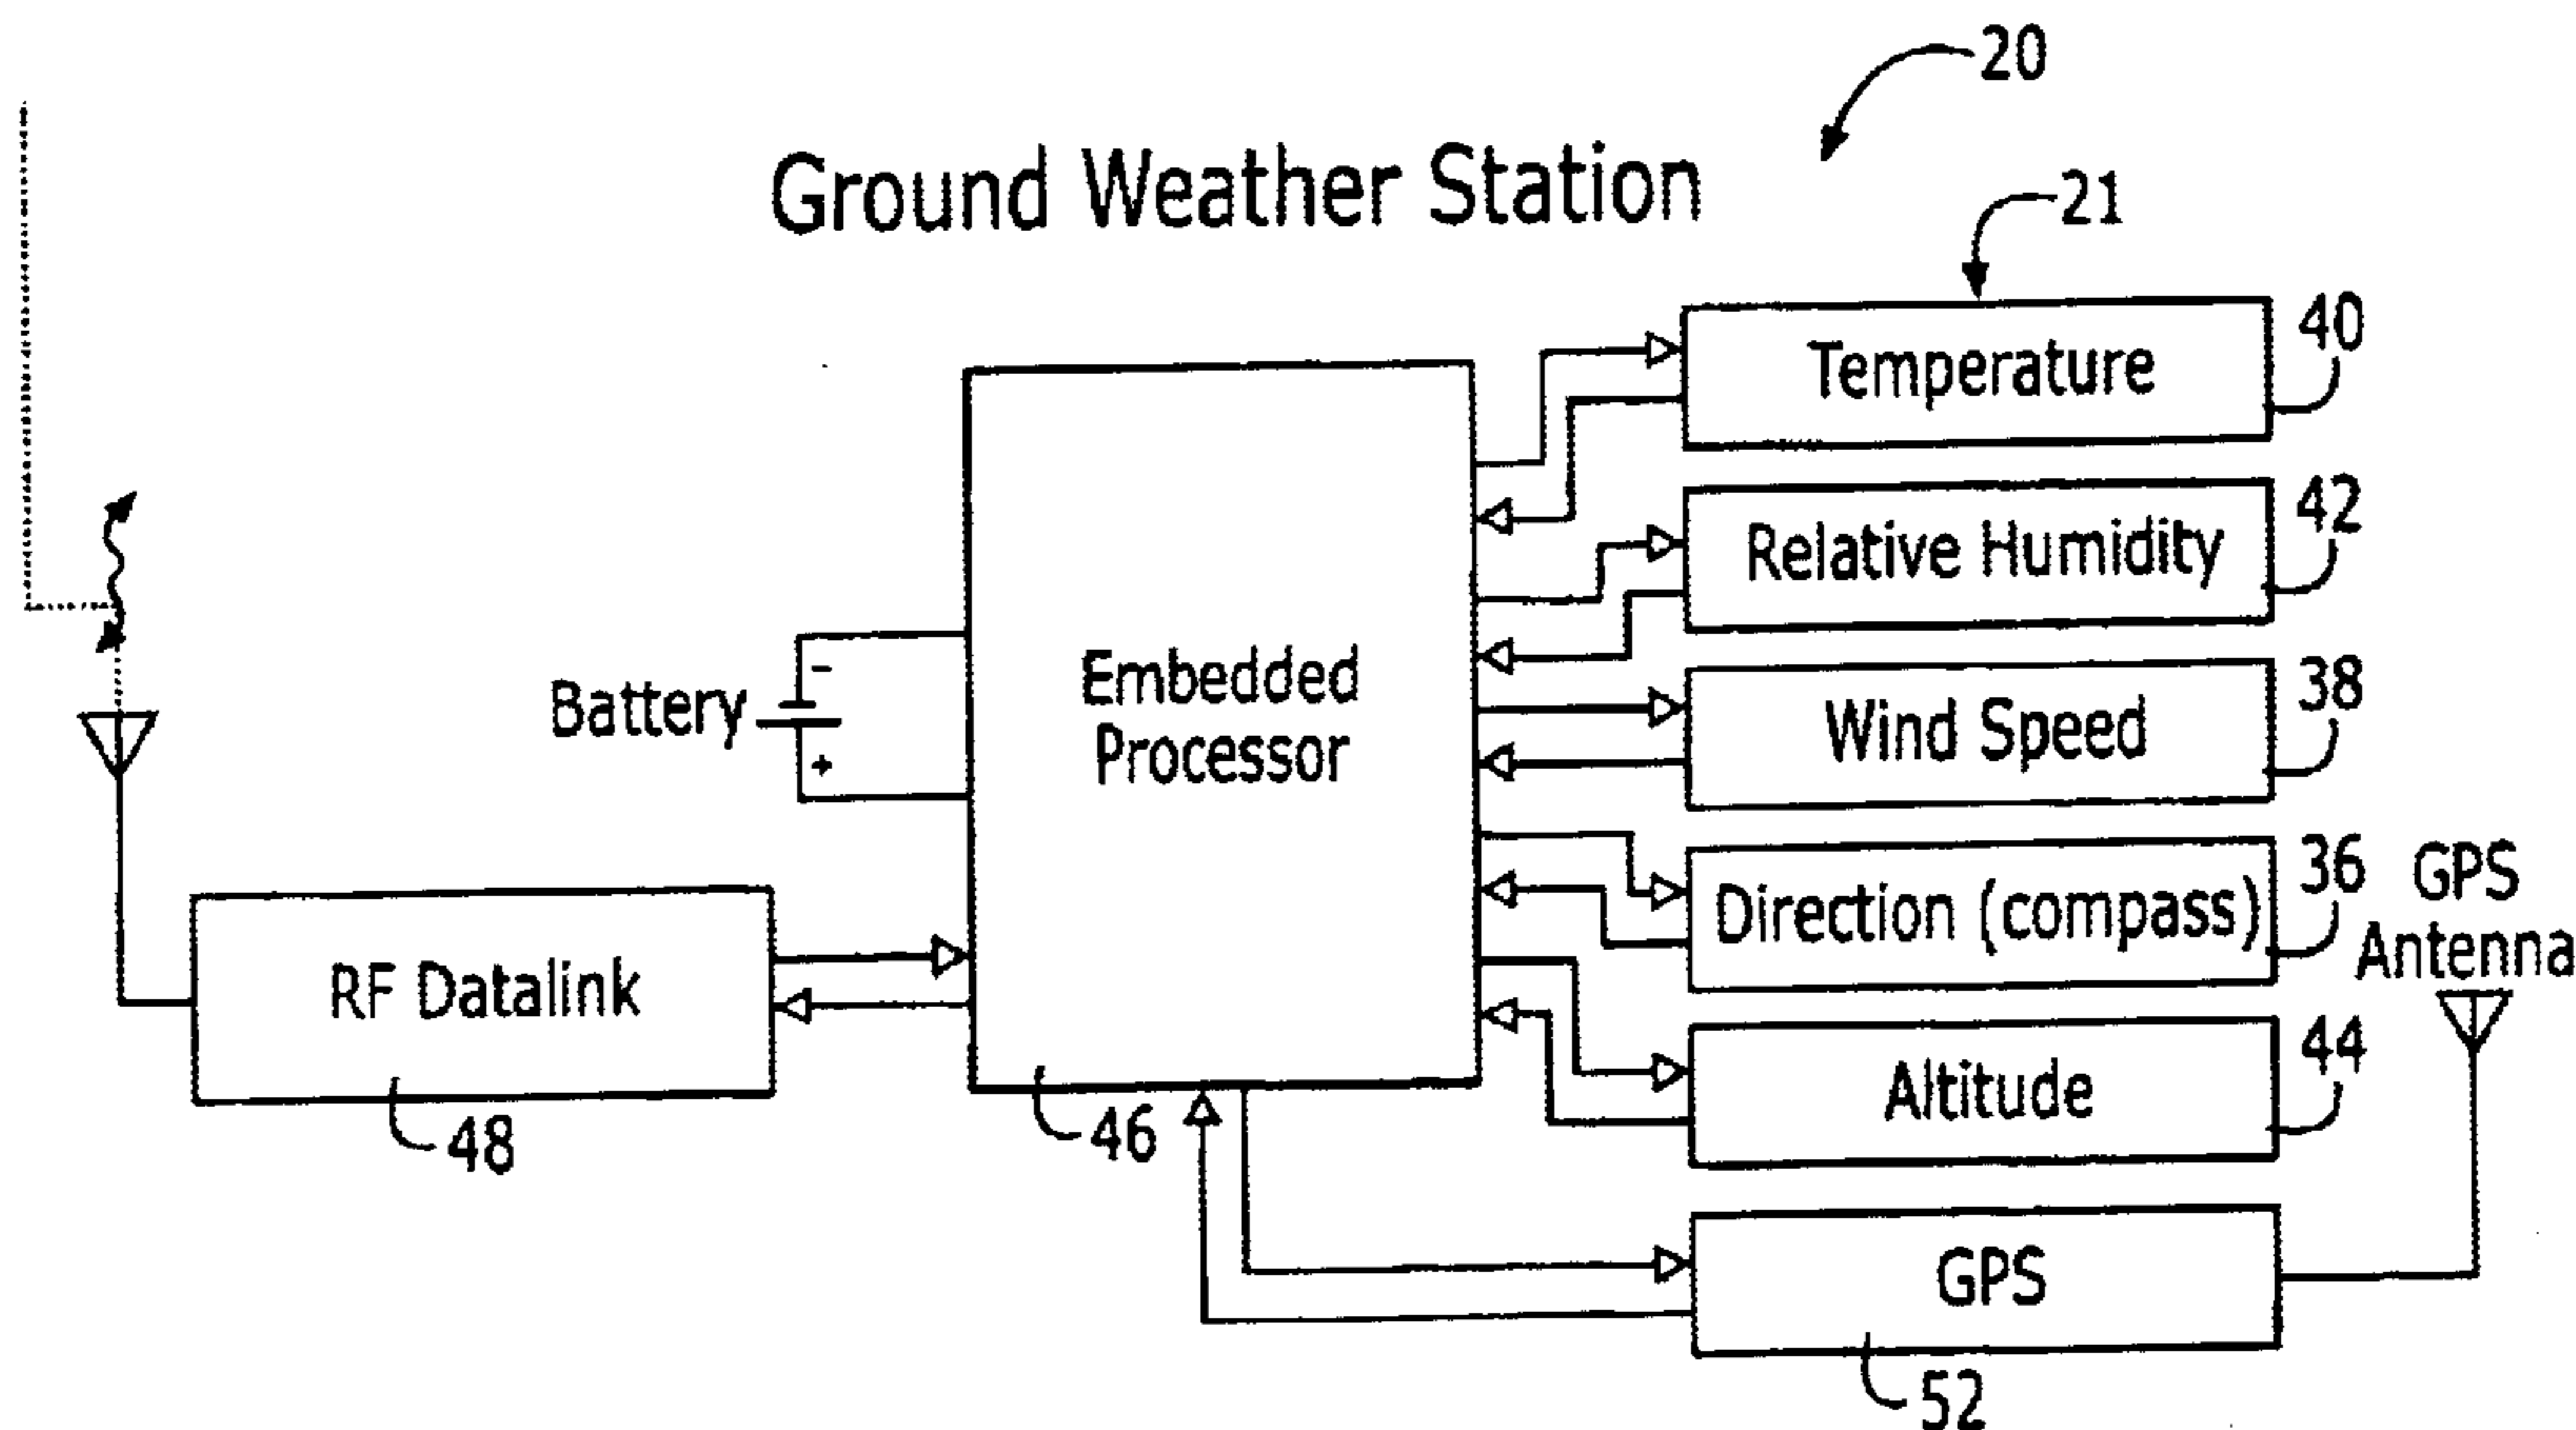 20
Ground Weather Station
21
Temperature
40
Relative Humidity
42
Battery
-
+
Embedded
Processor
Wind Speed
38
Direction (compass)
36
GPS
Antenna
RF Datalink
48
46
Altitude
44
GPS
52